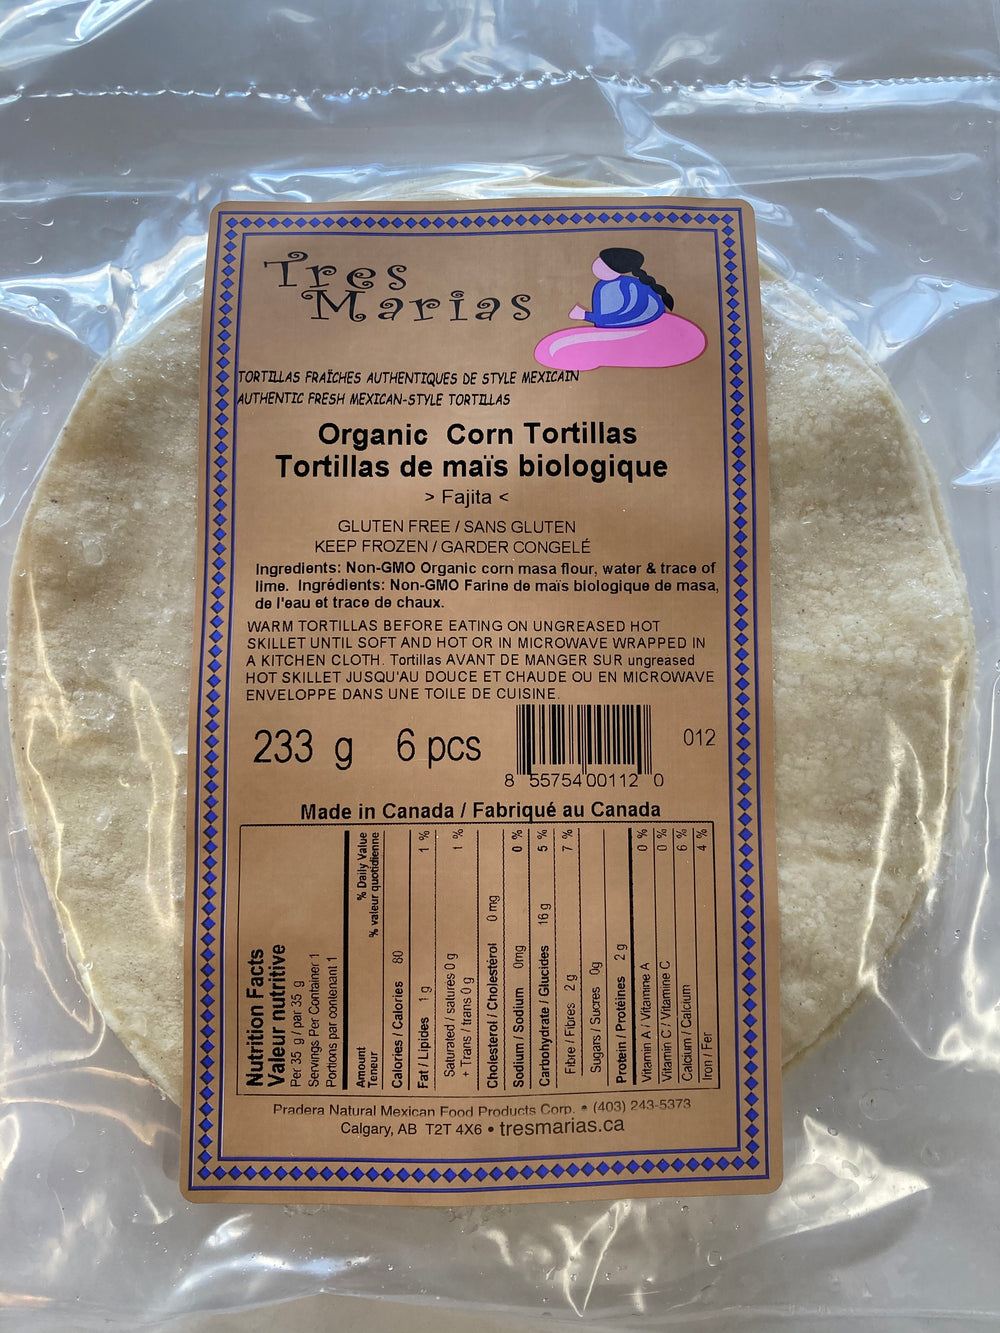 Tres
Marias
TORTILLAS FRAÎCHES AUTHENTIQUES DE STYLE MEXICAIN
AUTHENTIC FRESH MEXICAN-STYLE TORTILLAS
Organic Corn Tortillas
Tortillas de maïs biologique
> Fajita <
GLUTEN FREE / SANS GLUTEN
KEEP FROZEN / GARDER CONGELÉ
Ingredients: Non-GMO Organic corn masa flour, water & trace of
lime. Ingrédients: Non-GMO Farine de maïs biologique de masa,
de l'eau et trace de chaux.
WARM TORTILLAS BEFORE EATING ON UNGREASED HOT
SKILLET UNTIL SOFT AND HOT OR IN MICROWAVE WRAPPED IN
A KITCHEN CLOTH. Tortillas AVANT DE MANGER SUR ungreased
HOT SKILLET JUSQU'AU DOUCE ET CHAUDE OU EN MICROWAVE
ENVELOPPE DANS UNE TOILE DE CUISINE.
233 g 6 pcs
012
8 55754 00112 0
Made in Canada / Fabriqué au Canada
Nutrition Facts
Valeur nutritive
Per 35 g / par 35 g
Servings Per Container 1
Portions par contenant 1
Amount % Daily Value
Teneur % valeur quotidienne
Calories / Calories 80
Fat / Lipides 1 g 1 %
Saturated / saturés 0 g 1 %
+ Trans / trans 0 g
Cholesterol / Cholestérol 0 mg
Sodium / Sodium 0mg 0 %
Carbohydrate / Glucides 16 g 5 %
Fibre / Fibres 2 g 7 %
Sugars / Sucres 0g
Protein / Protéines 2 g
Vitamin A / Vitamine A 0 %
Vitamin C / Vitamine C 0 %
Calcium / Calcium 6 %
Iron / Fer 4 %
Pradera Natural Mexican Food Products Corp. • (403) 243-5373
Calgary, AB T2T 4X6 • tresmarias.ca